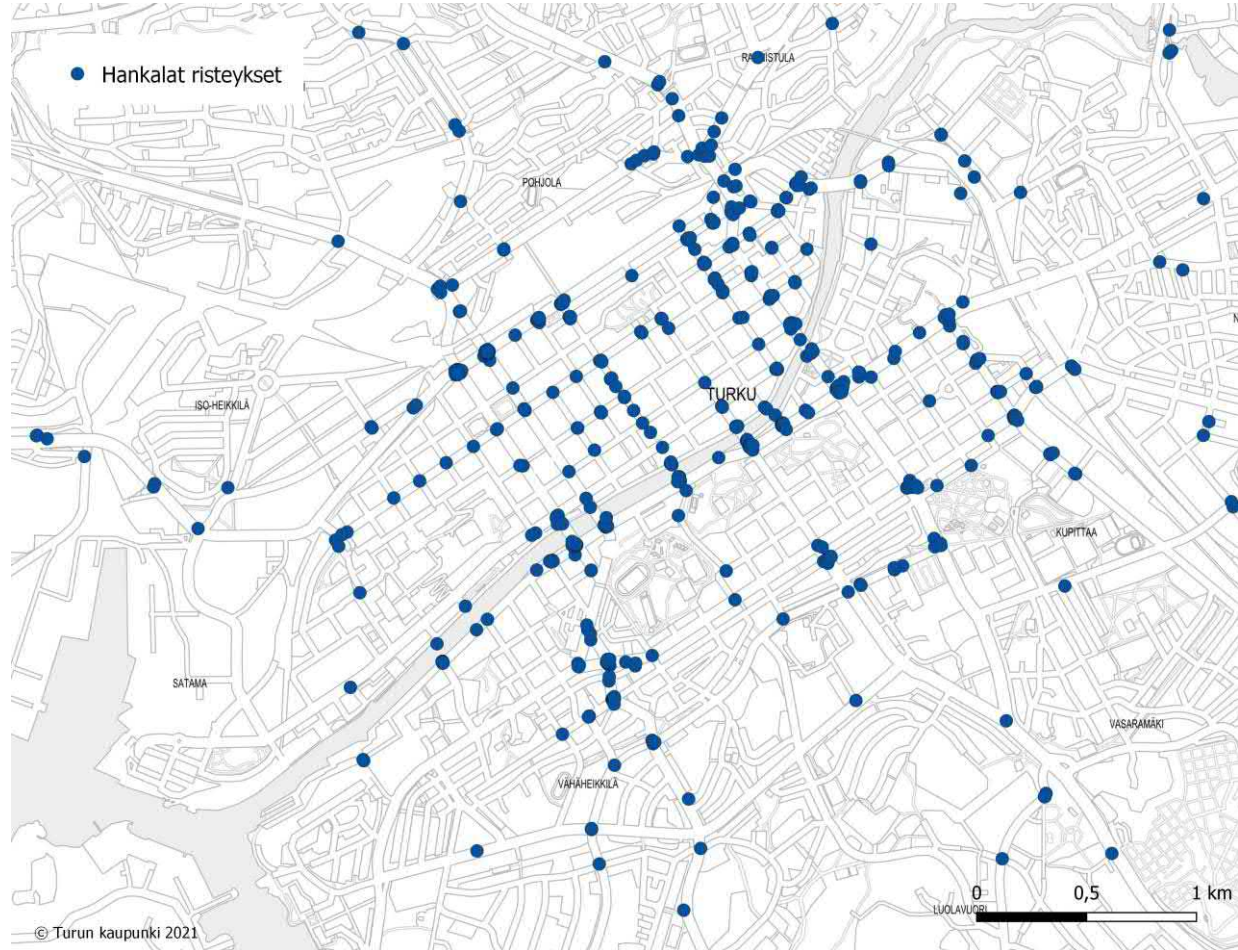 Hankalat risteykset
POHJOLA
TURKU
ISO-HEIKKILÄ
KUPITTAA
SATAMA
VASARAMÄKI
VÄHÄHEIKKILÄ
0 0,5 1 km
LUOLAVUORI
© Turun kaupunki 2021